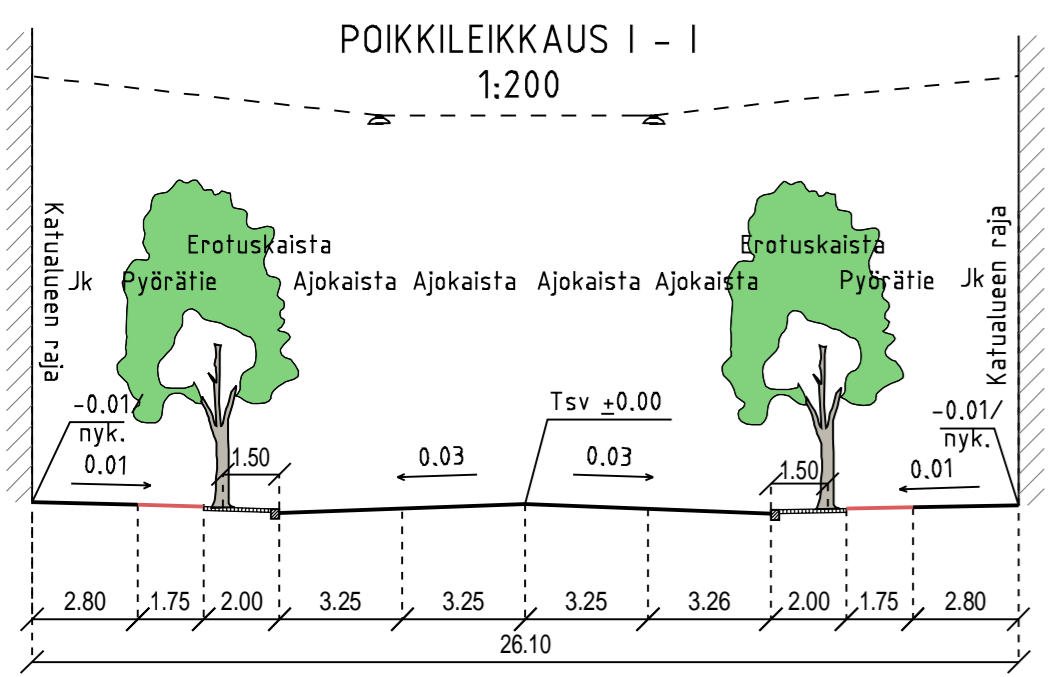 POIKKILEIKKAUS I - I
1:200
Katualueen raja
Erotuskaista
Erotuskaista
Katualueen raja
Jk
Pyörätie
Ajokaista
Ajokaista
Ajokaista
Ajokaista
Pyörätie
Jk
-0.01/
nyk.
Tsv ±0.00
-0.01/
nyk.
0.01
1.50
0.03
0.03
1.50
0.01
2.80
1.75
2.00
3.25
3.25
3.25
3.26
2.00
1.75
2.80
26.10